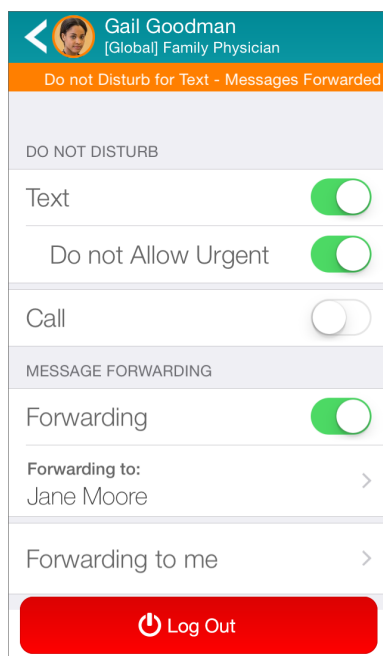 Gail Goodman
[Global] Family Physician
Do not Disturb for Text - Messages Forwarded
DO NOT DISTURB
Text
Do not Allow Urgent
Call
MESSAGE FORWARDING
Forwarding
Forwarding to:
Jane Moore
Forwarding to me
Log Out